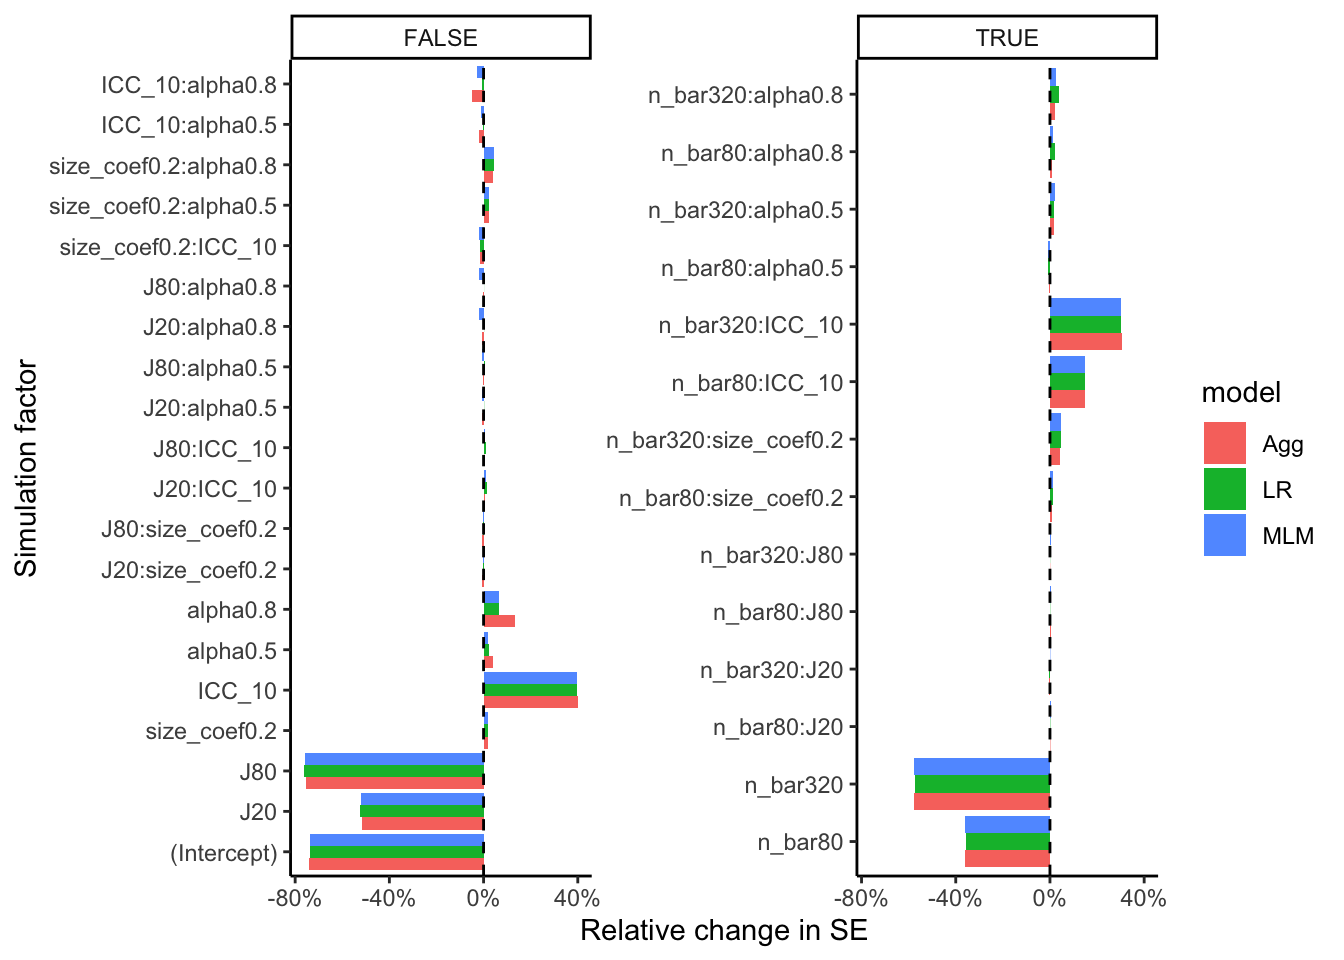 FALSE
TRUE
Simulation factor
ICC_10:alpha0.8
ICC_10:alpha0.5
size_coef0.2:alpha0.8
size_coef0.2:alpha0.5
size_coef0.2:ICC_10
J80:alpha0.8
J20:alpha0.8
J80:alpha0.5
J20:alpha0.5
J80:ICC_10
J20:ICC_10
J80:size_coef0.2
J20:size_coef0.2
alpha0.8
alpha0.5
ICC_10
size_coef0.2
J80
J20
(Intercept)
-80% -40% 0% 40%
n_bar320:alpha0.8
n_bar80:alpha0.8
n_bar320:alpha0.5
n_bar80:alpha0.5
n_bar320:ICC_10
n_bar80:ICC_10
n_bar320:size_coef0.2
n_bar80:size_coef0.2
n_bar320:J80
n_bar80:J80
n_bar320:J20
n_bar80:J20
n_bar320
n_bar80
-80% -40% 0% 40%
Relative change in SE
model
Agg
LR
MLM